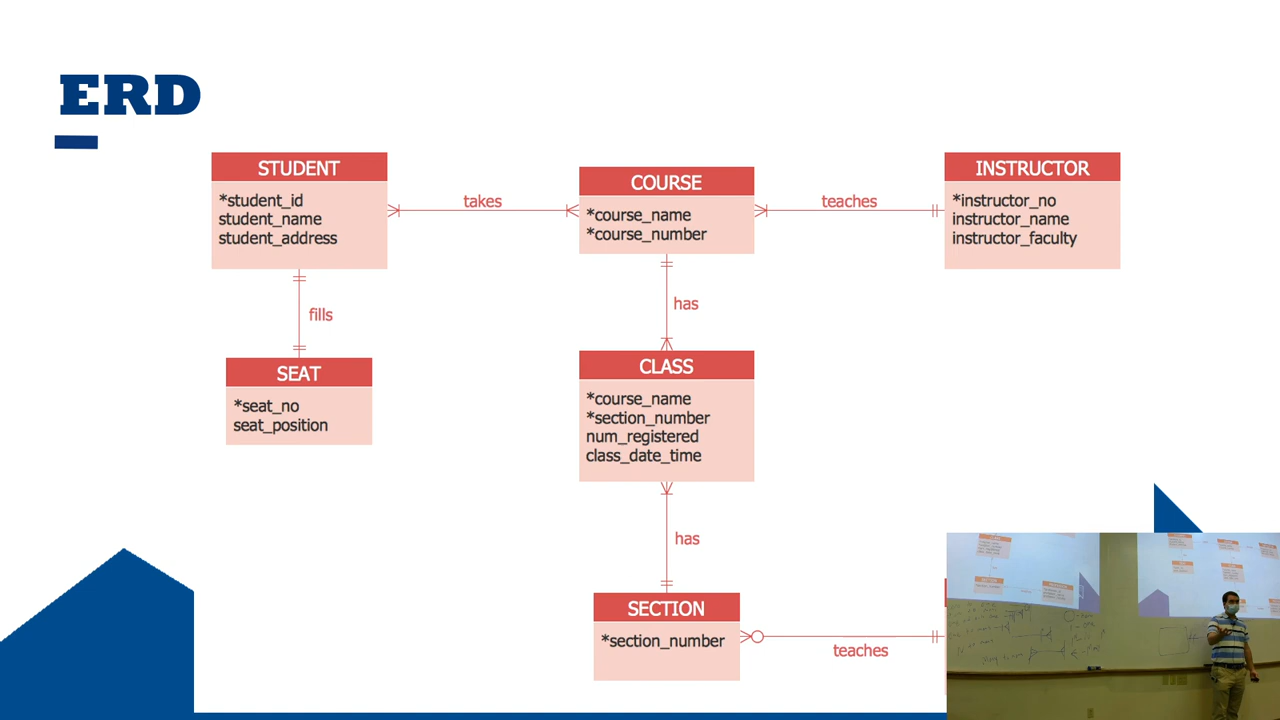 ERD
STUDENT
*student_id
student_name
student_address
takes
COURSE
*course_name
*course_number
teaches
INSTRUCTOR
*instructor_no
instructor_name
instructor_faculty
fills
has
SEAT
*seat_no
seat_position
CLASS
*course_name
*section_number
num_registered
class_date_time
has
SECTION
*section_number
teaches